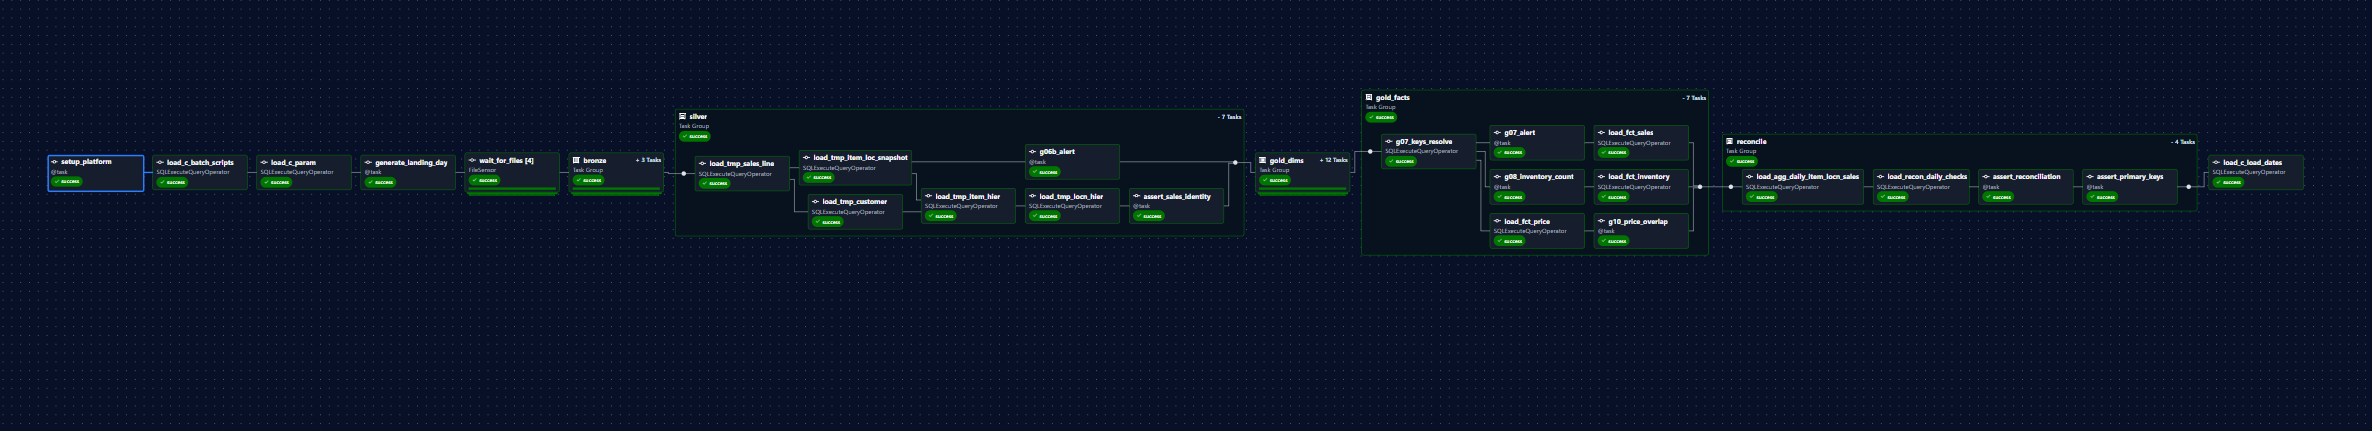 setup_platform
@task
success
load_c_batch_scripts
SQLExecuteQueryOperator
success
load_c_param
SQLExecuteQueryOperator
success
generate_landing_day
@task
success
wait_for_files [4]
FileSensor
success
bronze
+ 3 Tasks
Task Group
success
silver
- 7 Tasks
Task Group
success
load_tmp_sales_line
SQLExecuteQueryOperator
success
load_tmp_item_loc_snapshot
SQLExecuteQueryOperator
success
load_tmp_customer
SQLExecuteQueryOperator
success
load_tmp_item_hier
SQLExecuteQueryOperator
success
g06b_alert
@task
success
load_tmp_locn_hier
SQLExecuteQueryOperator
success
assert_sales_identity
@task
success
gold_dims
+ 12 Tasks
Task Group
success
gold_facts
- 7 Tasks
Task Group
success
g07_keys_resolve
SQLExecuteQueryOperator
success
g07_alert
@task
success
load_fct_sales
SQLExecuteQueryOperator
success
g08_inventory_count
@task
success
load_fct_inventory
SQLExecuteQueryOperator
success
load_fct_price
SQLExecuteQueryOperator
success
g10_price_overlap
@task
success
reconcile
- 4 Tasks
Task Group
success
load_agg_daily_item_locn_sales
SQLExecuteQueryOperator
success
load_recon_daily_checks
SQLExecuteQueryOperator
success
assert_reconciliation
@task
success
assert_primary_keys
@task
success
load_c_load_dates
SQLExecuteQueryOperator
success